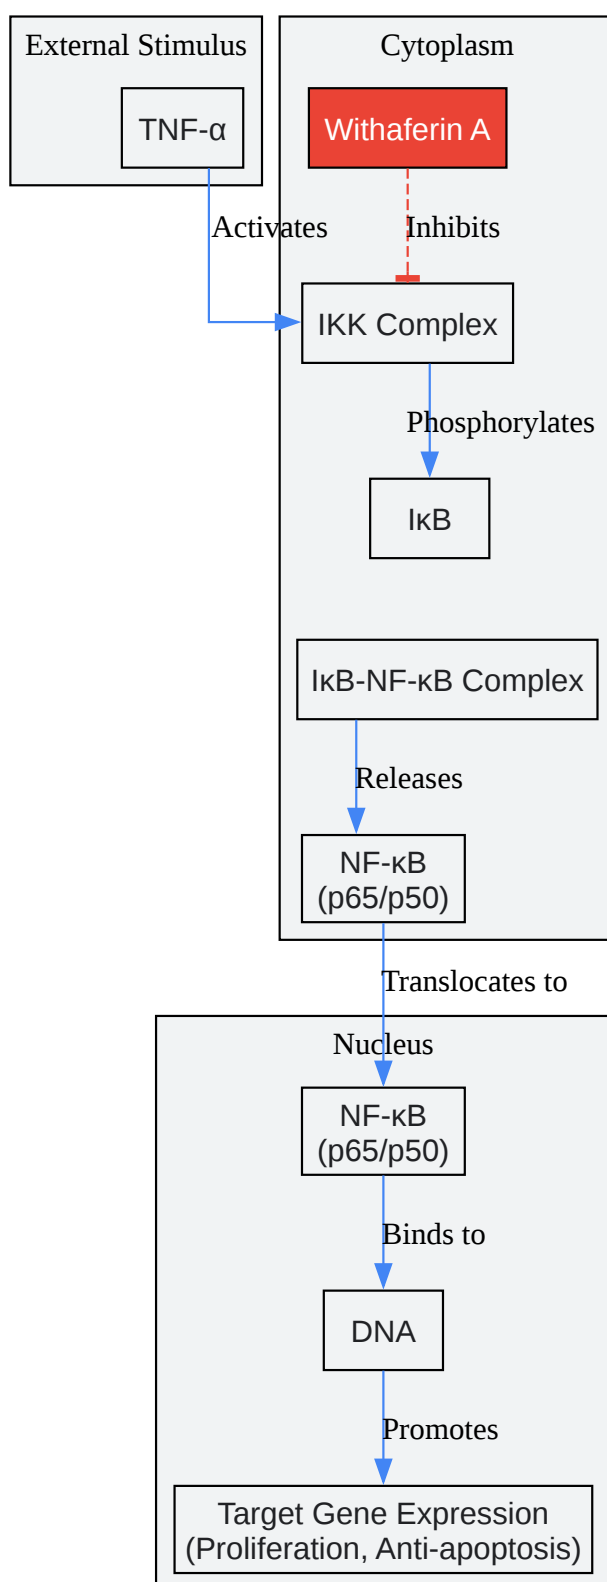 External Stimulus
Cytoplasm
TNF-α
Withaferin A
Activates
Inhibits
IKK Complex
Phosphorylates
IκB
IκB-NF-κB Complex
Releases
NF-κB
(p65/p50)
Translocates to
Nucleus
NF-κB
(p65/p50)
Binds to
DNA
Promotes
Target Gene Expression
(Proliferation, Anti-apoptosis)